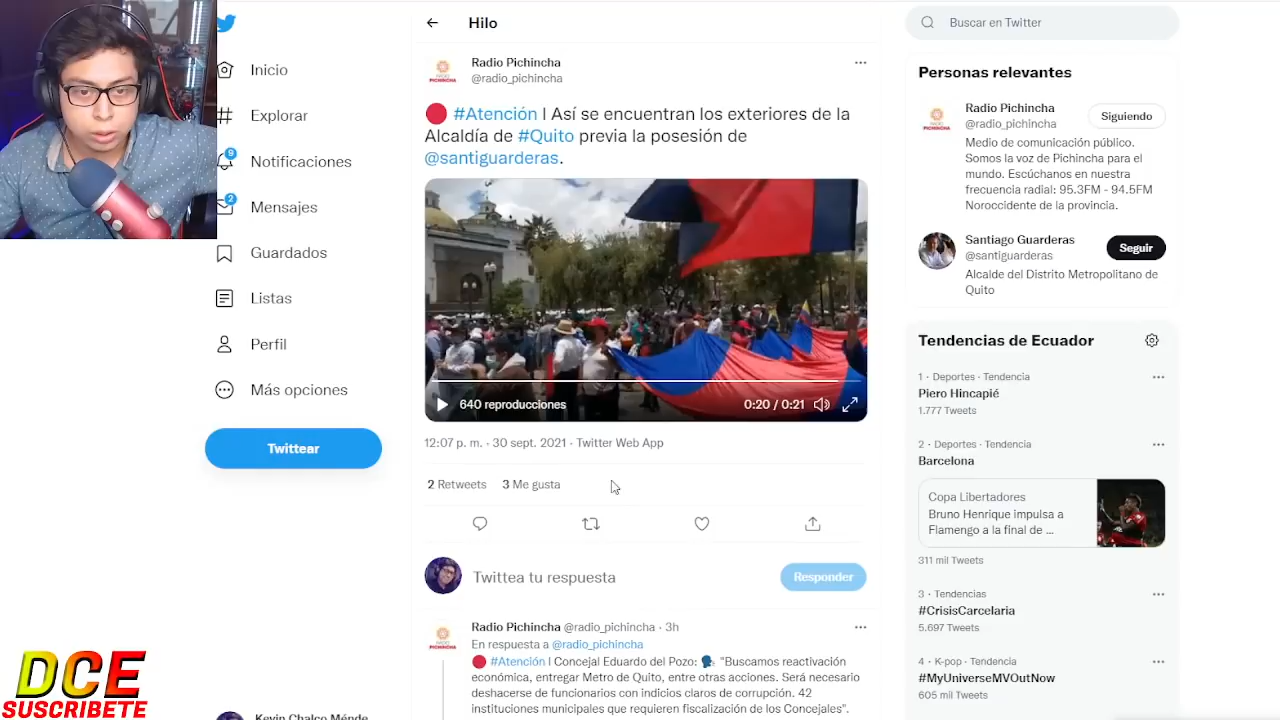 Inicio
Explorar
9
Notificaciones
2
Mensajes
Guardados
Listas
Perfil
Más opciones
Twittear
Kevin Chalco Ménde
DCE
SUSCRIBETE
Hilo
Radio Pichincha
@radio_pichincha
🔴 #Atención | Así se encuentran los exteriores de la
Alcaldía de #Quito previa la posesión de
@santiguarderas.
640 reproducciones
0:20 / 0:21
12:07 p. m. · 30 sept. 2021 · Twitter Web App
2 Retweets 3 Me gusta
Twittea tu respuesta
Responder
Radio Pichincha @radio_pichincha · 3h
En respuesta a @radio_pichincha
🔴 #Atención | Concejal Eduardo del Pozo: 🗣 "Buscamos reactivación
económica, entregar Metro de Quito, entre otras acciones. Será necesario
deshacerse de funcionarios con indicios claros de corrupción. 42
instituciones municipales que requieren fiscalización de los Concejales".
Buscar en Twitter
Personas relevantes
Radio Pichincha
@radio_pichincha
Siguiendo
Medio de comunicación público.
Somos la voz de Pichincha para el
mundo. Escúchanos en nuestra
frecuencia radial: 95.3FM - 94.5FM
Noroccidente de la provincia.
Santiago Guarderas
@santiguarderas
Seguir
Alcalde del Distrito Metropolitano de
Quito
Tendencias de Ecuador
1 · Deportes · Tendencia
Piero Hincapié
1.777 Tweets
2 · Deportes · Tendencia
Barcelona
Copa Libertadores
Bruno Henrique impulsa a
Flamengo a la final de ...
311 mil Tweets
3 · Tendencias
#CrisisCarcelaria
5.697 Tweets
4 · K-pop · Tendencia
#MyUniverseMVOutNow
605 mil Tweets